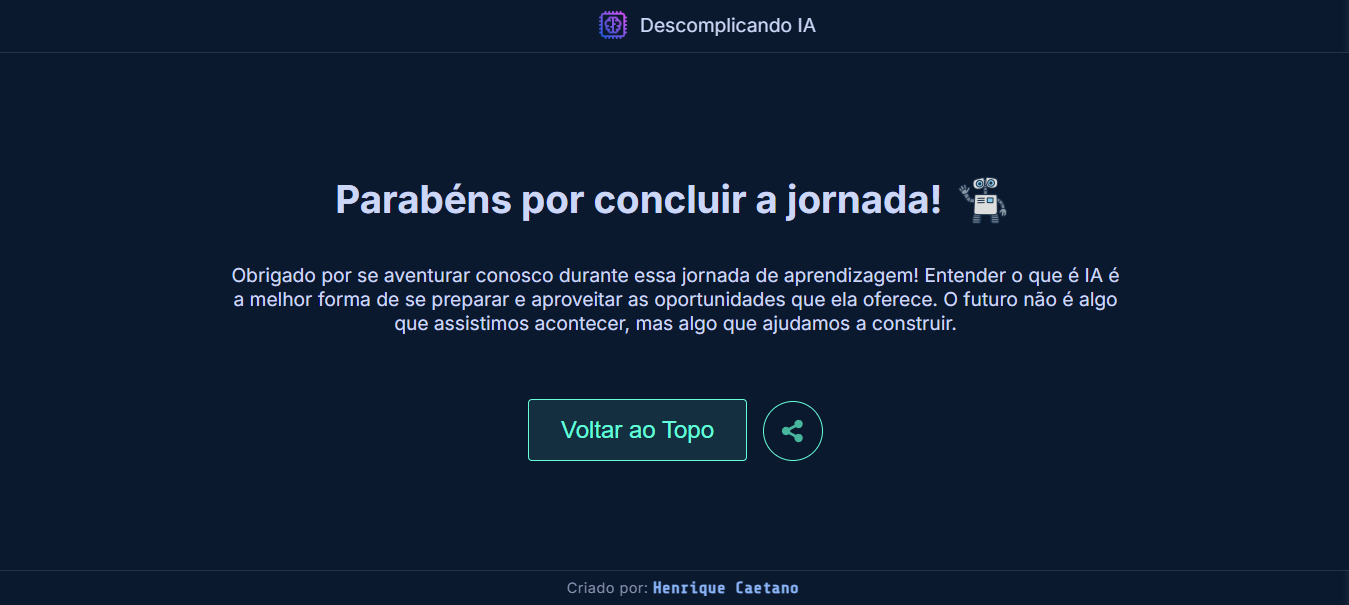 Descomplicando IA
Parabéns por concluir a jornada!
Obrigado por se aventurar conosco durante essa jornada de aprendizagem! Entender o que é IA é
a melhor forma de se preparar e aproveitar as oportunidades que ela oferece. O futuro não é algo
que assistimos acontecer, mas algo que ajudamos a construir.
Voltar ao Topo
Criado por: Henrique Caetano